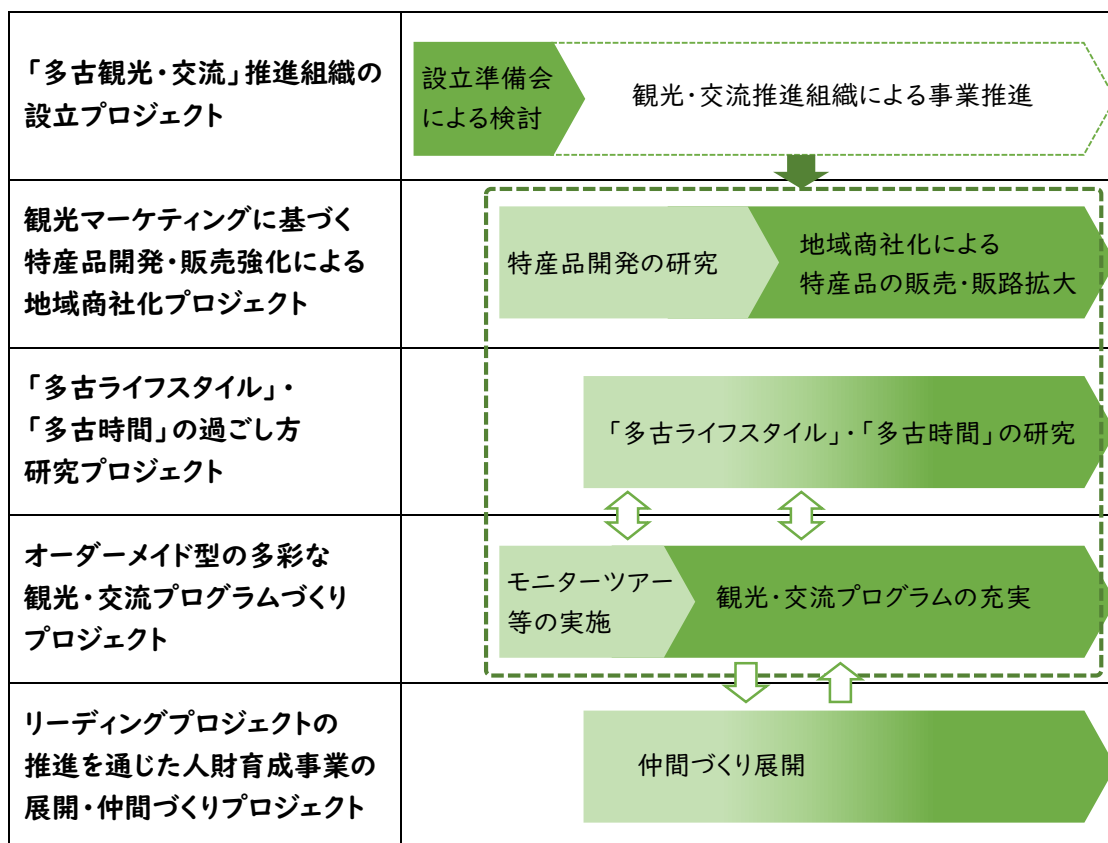 「多古観光・交流」推進組織の
設立プロジェクト
設立準備会
による検討
観光・交流推進組織による事業推進
観光マーケティングに基づく
特産品開発・販売強化による
地域商社化プロジェクト
特産品開発の研究
地域商社化による
特産品の販売・販路拡大
「多古ライフスタイル」・
「多古時間」の過ごし方
研究プロジェクト
「多古ライフスタイル」・「多古時間」の研究
オーダーメイド型の多彩な
観光・交流プログラムづくり
プロジェクト
モニターツアー
等の実施
観光・交流プログラムの充実
リーディングプロジェクトの
推進を通じた人財育成事業の
展開・仲間づくりプロジェクト
仲間づくり展開